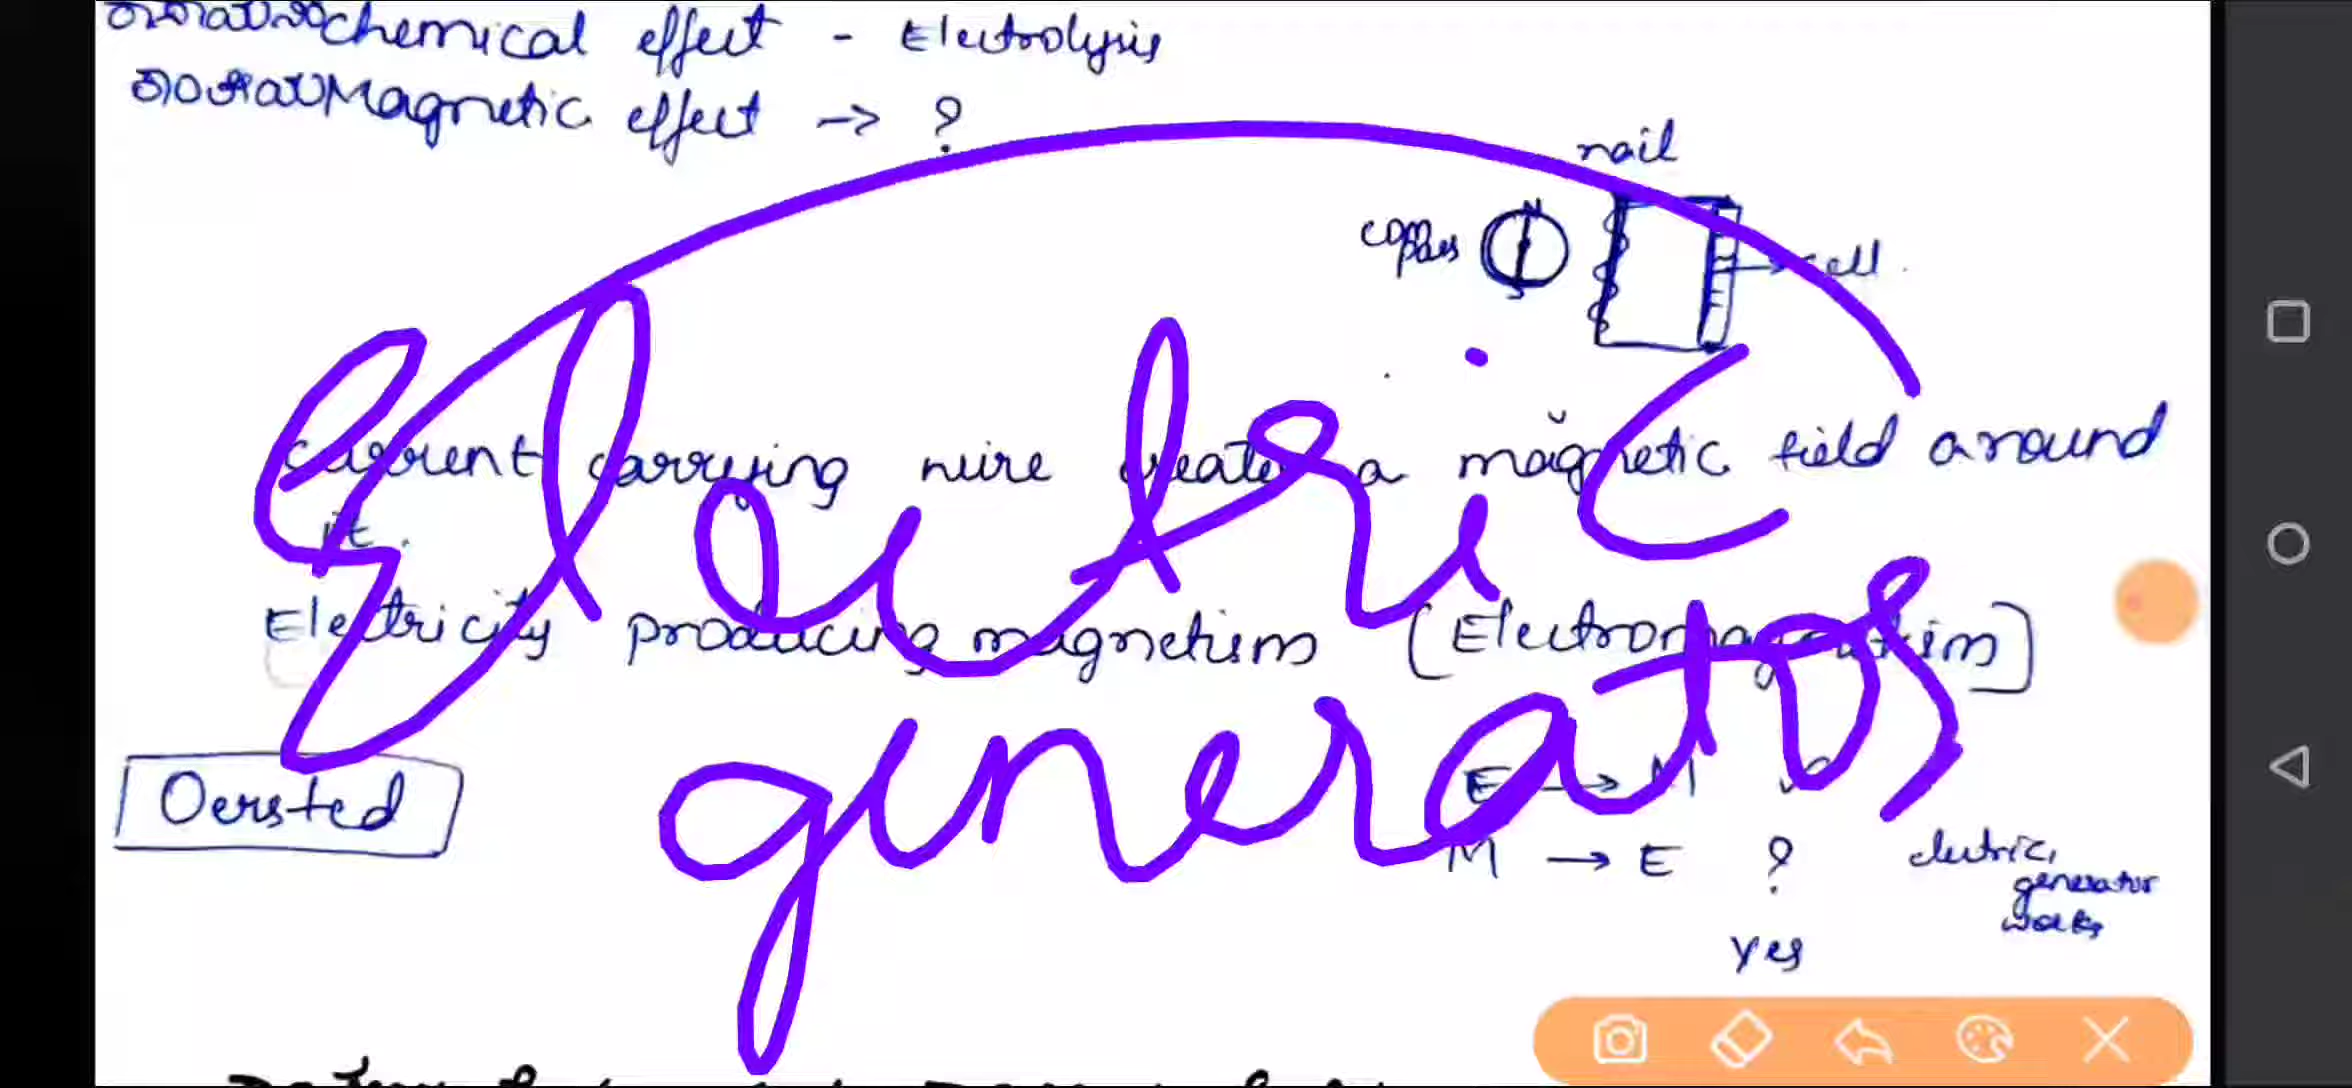 chemical effect - Electrolysis
Magnetic effect → ?
nail
compass
N
S
cell
Current carrying wire creates a magnetic field around
it.
Electricity producing magnetism [Electromagnetism]
Electric
generator
Oersted
E → M
M → E ?
electric
generator
works
yes